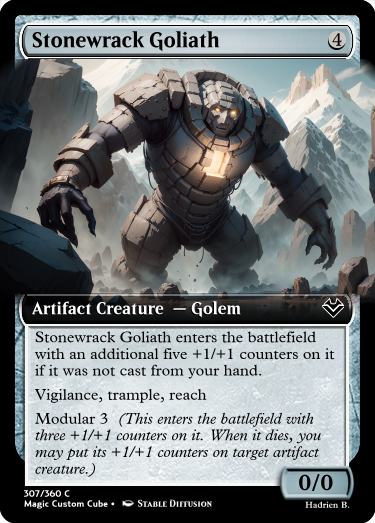 Stonewrack Goliath 4
Artifact Creature — Golem
Stonewrack Goliath enters the battlefield
with an additional five +1/+1 counters on it
if it was not cast from your hand.
Vigilance, trample, reach
Modular 3 (This enters the battlefield with
three +1/+1 counters on it. When it dies, you
may put its +1/+1 counters on target artifact
creature.)
0/0
307/360 C
Magic Custom Cube • Stable Diffusion
Hadrien B.